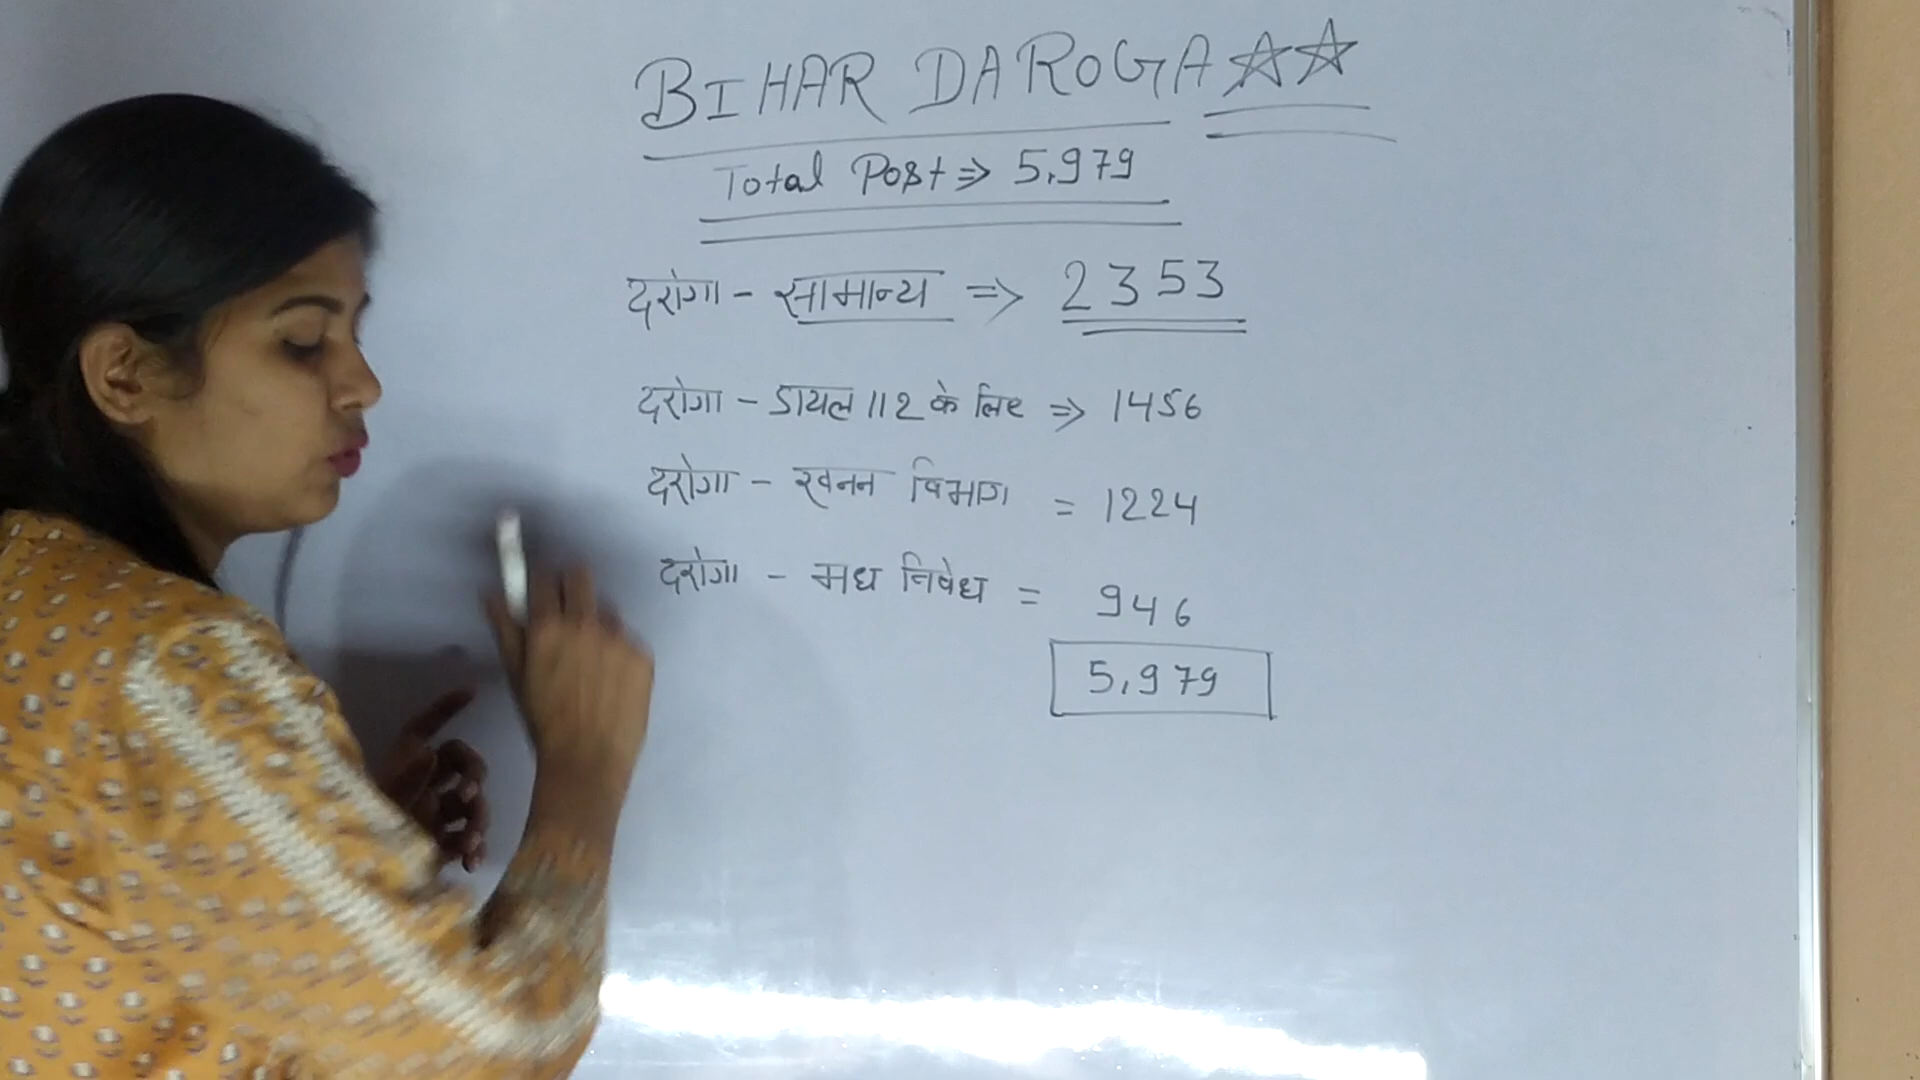 BIHAR DAROGA ☆☆
Total Post ⇒ 5,979
दरोगा - सामान्य ⇒ 2353
दरोगा - डायल 112 के लिए ⇒ 1456
दरोगा - खनन विभाग = 1224
दरोगा - मध निषेध = 946
5,979